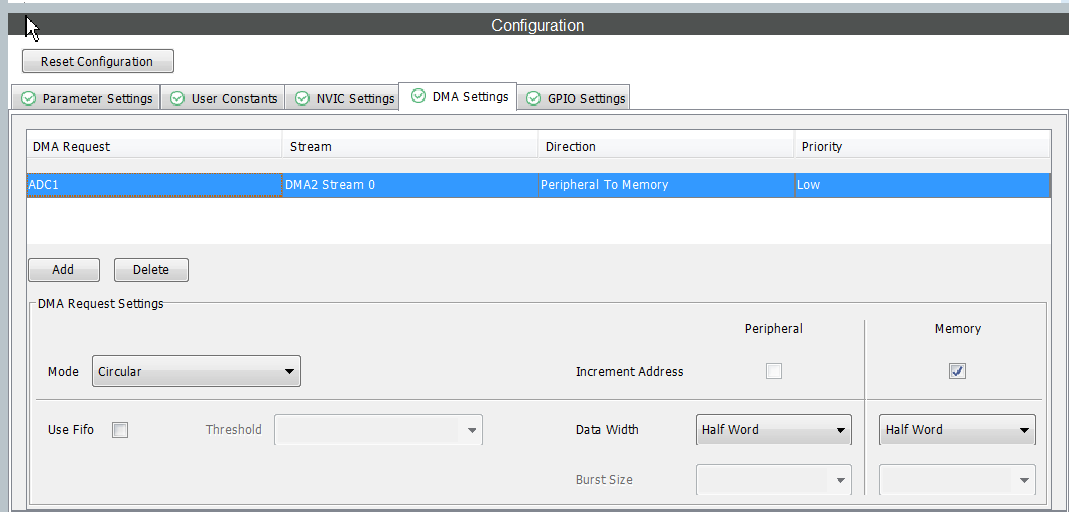 Configuration
Reset Configuration
Parameter Settings User Constants NVIC Settings DMA Settings GPIO Settings
DMA Request Stream Direction Priority
ADC1 DMA2 Stream 0 Peripheral To Memory Low
Add Delete
DMA Request Settings
Peripheral Memory
Mode Circular Increment Address
Use Fifo Threshold Data Width Half Word Half Word
Burst Size